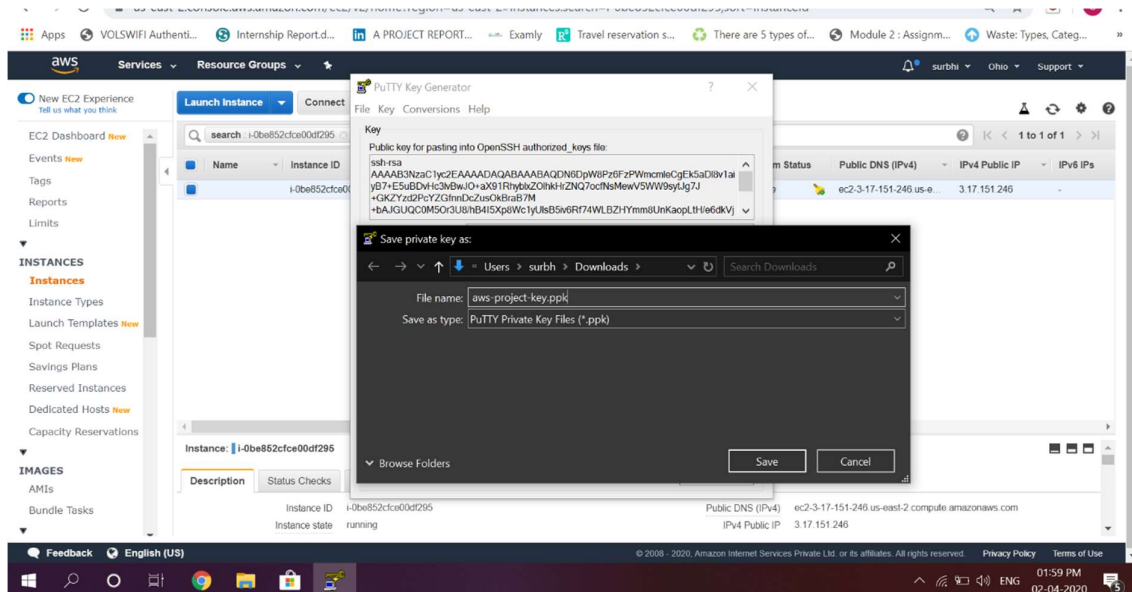 Apps VOLSWIFI Authenti... Internship Report.d... A PROJECT REPORT... Examly Travel reservation s... There are 5 types of... Module 2 : Assignm... Waste: Types, Categ... »
aws Services Resource Groups surbhi Ohio Support
New EC2 Experience
Tell us what you think
EC2 Dashboard New
Events New
Tags
Reports
Limits
INSTANCES
Instances
Instance Types
Launch Templates New
Spot Requests
Savings Plans
Reserved Instances
Dedicated Hosts New
Capacity Reservations
IMAGES
AMIs
Bundle Tasks
Launch Instance Connect
search : i-0be852cfce00df295
1 to 1 of 1
Name Instance ID
m Status Public DNS (IPv4) IPv4 Public IP IPv6 IPs
i-0be852cfce00
ec2-3-17-151-246.us-e... 3.17.151.246 -
PuTTY Key Generator ?
File Key Conversions Help
Key
Public key for pasting into OpenSSH authorized_keys file:
ssh-rsa
Save private key as:
Users > surbh > Downloads >
Search Downloads
File name: aws-project-key.ppk
Save as type: PuTTY Private Key Files (*.ppk)
Browse Folders
Save Cancel
Instance: i-0be852cfce00df295
Description Status Checks
Instance ID i-0be852cfce00df295
Instance state running
Public DNS (IPv4) ec2-3-17-151-246.us-east-2.compute.amazonaws.com
IPv4 Public IP 3.17.151.246
Feedback English (US)
© 2008 - 2020, Amazon Internet Services Private Ltd. or its affiliates. All rights reserved. Privacy Policy Terms of Use
ENG
01:59 PM
02-04-2020
5